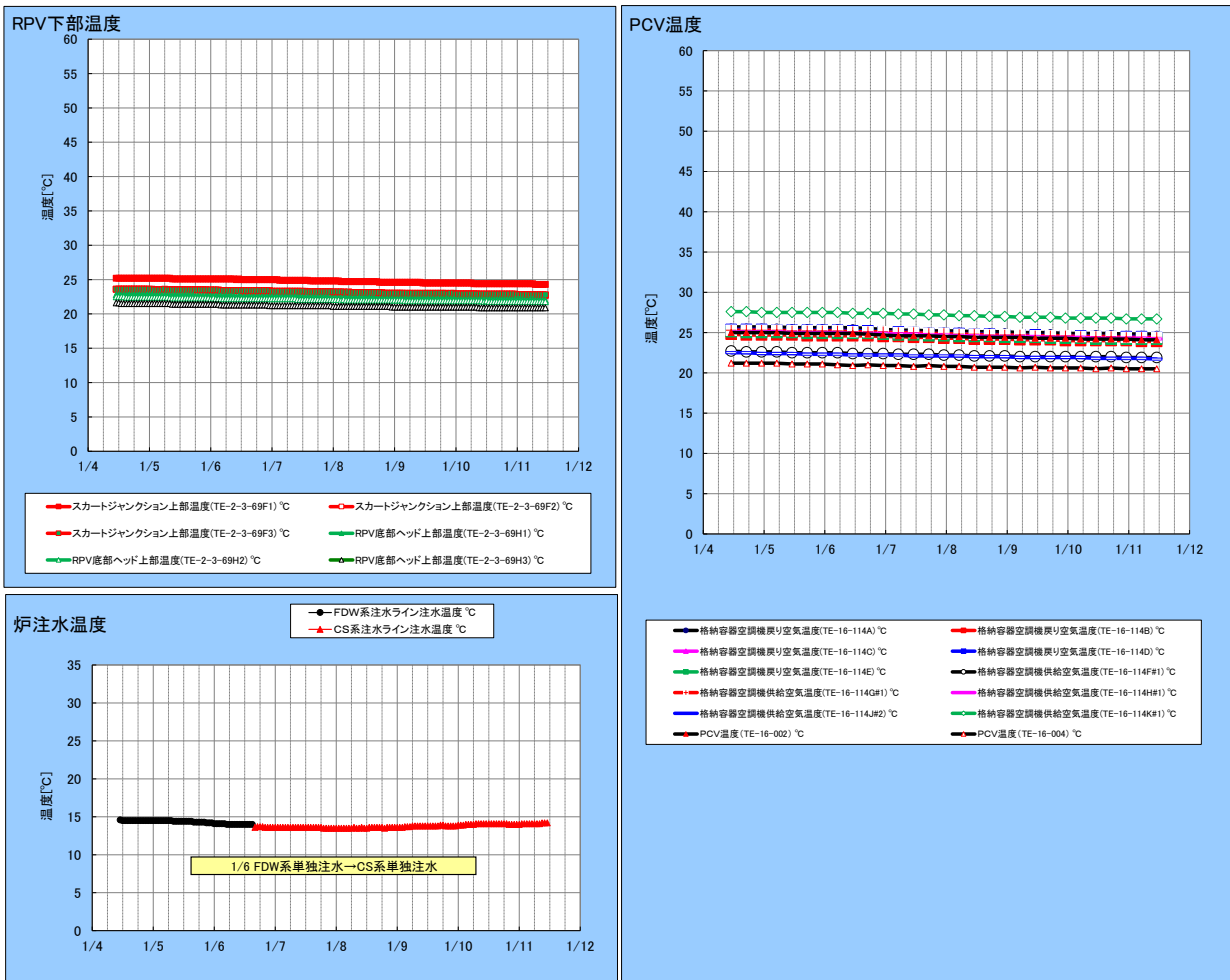 RPV下部温度
60
55
50
45
40
35
30
25
20
15
10
5
0
温度[℃]
1/4 1/5 1/6 1/7 1/8 1/9 1/10 1/11 1/12
スカートジャンクション上部温度(TE-2-3-69F1)℃ スカートジャンクション上部温度(TE-2-3-69F2)℃
スカートジャンクション上部温度(TE-2-3-69F3)℃ RPV底部ヘッド上部温度(TE-2-3-69H1)℃
RPV底部ヘッド上部温度(TE-2-3-69H2)℃ RPV底部ヘッド上部温度(TE-2-3-69H3)℃
炉注水温度
FDW系注水ライン注水温度 ℃
CS系注水ライン注水温度 ℃
35
30
25
20
15
10
5
0
温度[℃]
1/6 FDW系単独注水→CS系単独注水
1/4 1/5 1/6 1/7 1/8 1/9 1/10 1/11 1/12
PCV温度
60
55
50
45
40
35
30
25
20
15
10
5
0
温度[℃]
1/4 1/5 1/6 1/7 1/8 1/9 1/10 1/11 1/12
格納容器空調機戻り空気温度(TE-16-114A)℃ 格納容器空調機戻り空気温度(TE-16-114B)℃
格納容器空調機戻り空気温度(TE-16-114C)℃ 格納容器空調機戻り空気温度(TE-16-114D)℃
格納容器空調機戻り空気温度(TE-16-114E)℃ 格納容器空調機供給空気温度(TE-16-114F#1)℃
格納容器空調機供給空気温度(TE-16-114G#1)℃ 格納容器空調機供給空気温度(TE-16-114H#1)℃
格納容器空調機供給空気温度(TE-16-114J#2)℃ 格納容器空調機供給空気温度(TE-16-114K#1)℃
PCV温度(TE-16-002)℃ PCV温度(TE-16-004)℃